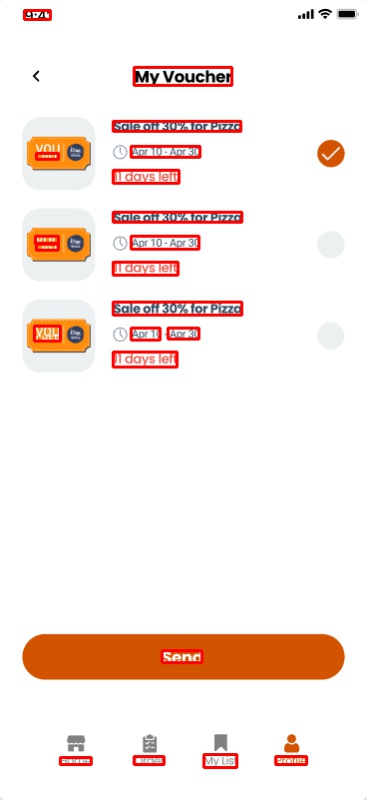 9:41
My Voucher
Sale off 30% for Pizza
Apr 10 - Apr 30
11 days left
Sale off 30% for Pizza
Apr 10 - Apr 30
11 days left
Sale off 30% for Pizza
Apr 10 - Apr 30
11 days left
Send
Home Order My List Profile